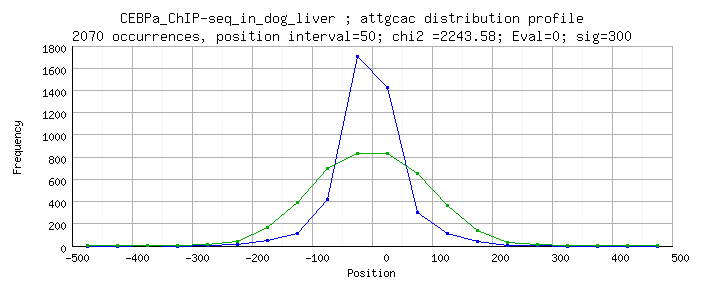 CEBPa_ChIP-seq_in_dog_liver ; attgcac distribution profile
2070 occurrences, position interval=50; chi2 =2243.58; Eval=0; sig=300
1800
1600
1400
1200
1000
800
600
400
200
0
Frequency
-500 -400 -300 -200 -100 0 100 200 300 400 500
Position